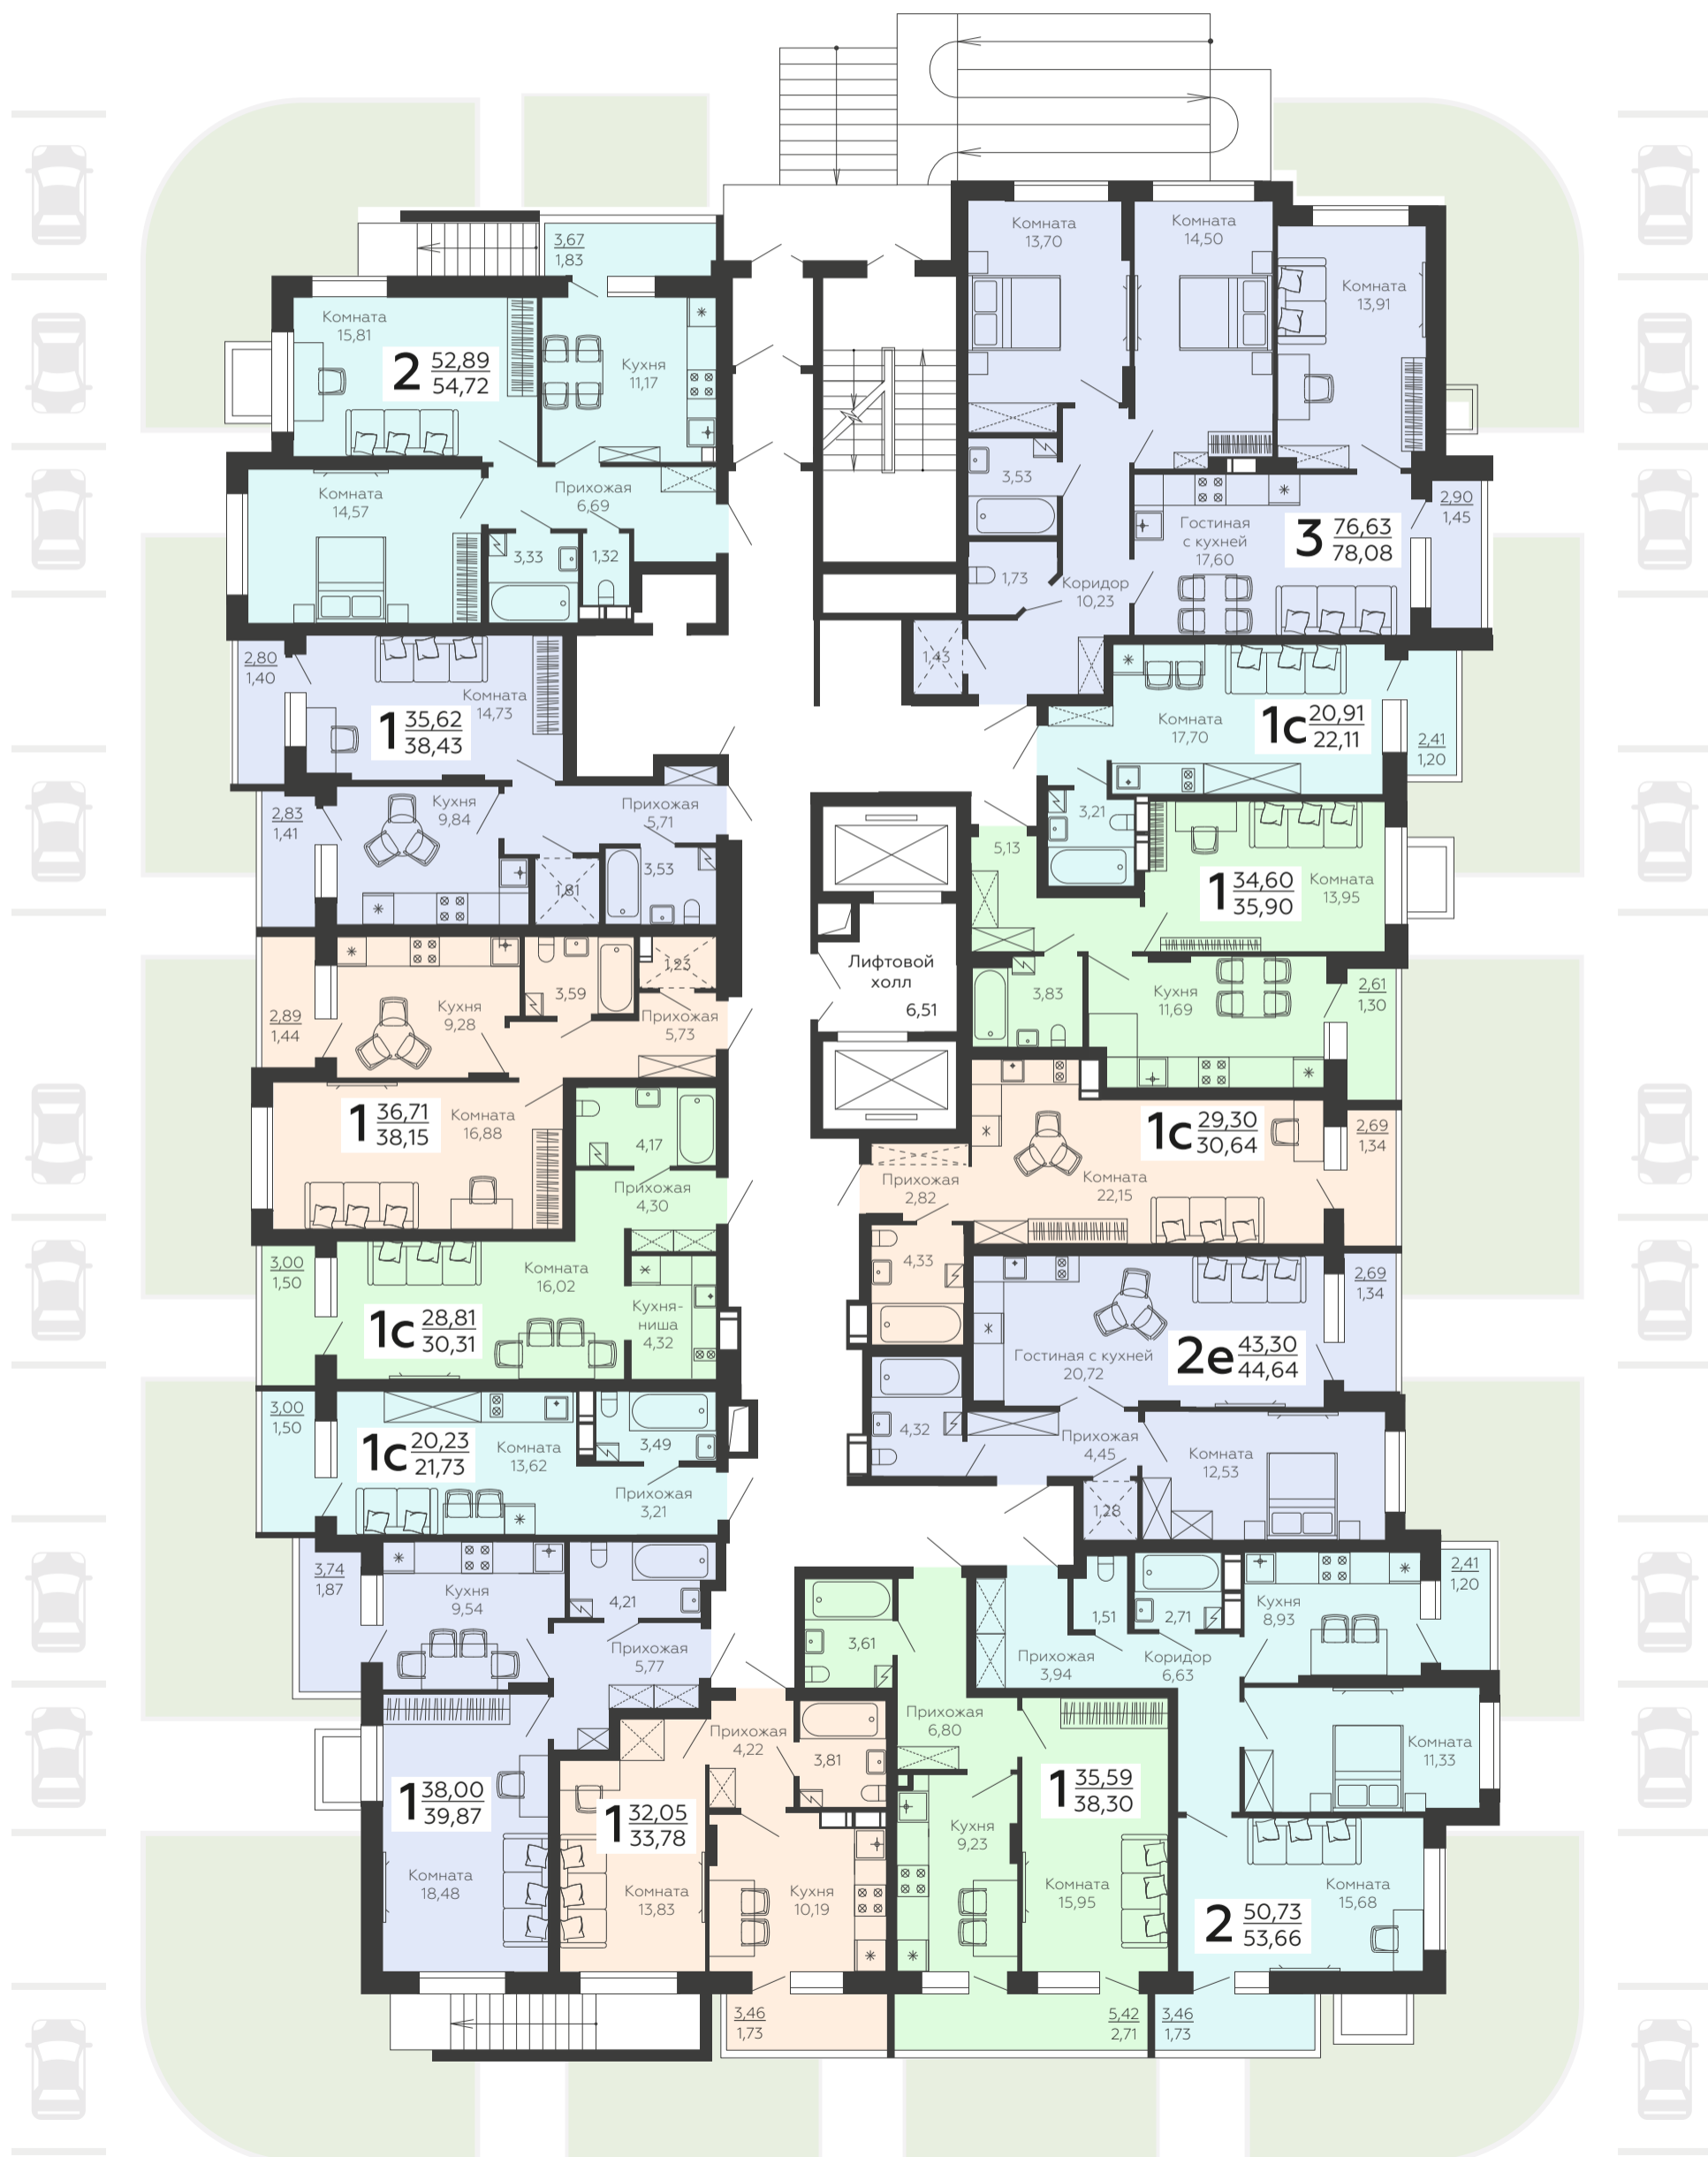 3,67
1,83
Комната
15,81
2 52,89
54,72
Кухня
11,17
Комната
14,57
Прихожая
6,69
3,33
1,32
Комната
13,70
Комната
14,50
Комната
13,91
3,53
1,73
Гостиная
с кухней
17,60
3 76,63
78,08
2,90
1,45
Коридор
10,23
1,43
2,80
1,40
Комната
14,73
1 35,62
38,43
2,83
1,41
Кухня
9,84
Прихожая
5,71
3,53
1,81
Комната
17,70
1с 20,91
22,11
2,41
1,20
3,21
5,13
1 34,60
35,90
Комната
13,95
Лифтовой
холл
6,51
3,83
Кухня
11,69
2,61
1,30
2,89
1,44
Кухня
9,28
3,59
1,23
Прихожая
5,73
1 36,71
38,15
Комната
16,88
4,17
Прихожая
4,30
1с 29,30
30,64
2,69
1,34
Прихожая
2,82
Комната
22,15
4,33
3,00
1,50
Комната
16,02
1с 28,81
30,31
Кухня-
ниша
4,32
2,69
1,34
Гостиная с кухней
20,72
2е 43,30
44,64
4,32
Прихожая
4,45
Комната
12,53
1,28
3,00
1,50
1с 20,23
21,73
Комната
13,62
3,49
Прихожая
3,21
3,74
1,87
Кухня
9,54
4,21
Прихожая
5,77
1 38,00
39,87
Комната
18,48
Прихожая
4,22
3,81
1 32,05
33,78
Комната
13,83
Кухня
10,19
3,46
1,73
3,61
Прихожая
6,80
Кухня
9,23
1 35,59
38,30
Комната
15,95
5,42
2,71
Прихожая
3,94
1,51
2,71
Коридор
6,63
Кухня
8,93
2,41
1,20
Комната
11,33
Комната
15,68
2 50,73
53,66
3,46
1,73